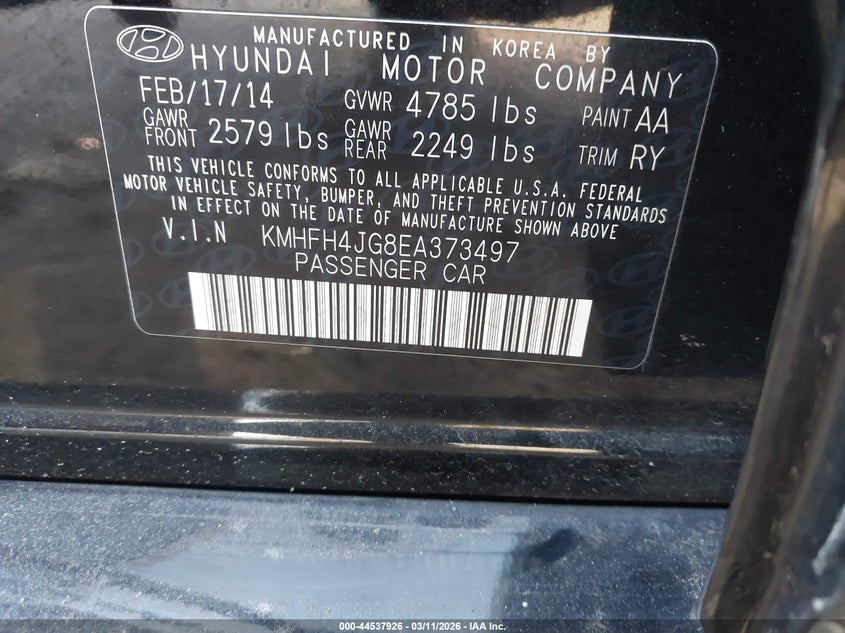 MANUFACTURED IN KOREA BY
HYUNDAI MOTOR COMPANY
FEB/17/14 GVWR 4785 lbs PAINT AA
GAWR FRONT 2579 lbs GAWR REAR 2249 lbs TRIM RY
THIS VEHICLE CONFORMS TO ALL APPLICABLE U.S.A. FEDERAL
MOTOR VEHICLE SAFETY, BUMPER, AND THEFT PREVENTION STANDARDS
IN EFFECT ON THE DATE OF MANUFACTURE SHOWN ABOVE
V.I.N KMHFH4JG8EA373497
PASSENGER CAR
000-44537926 - 03/11/2026 - IAA Inc.